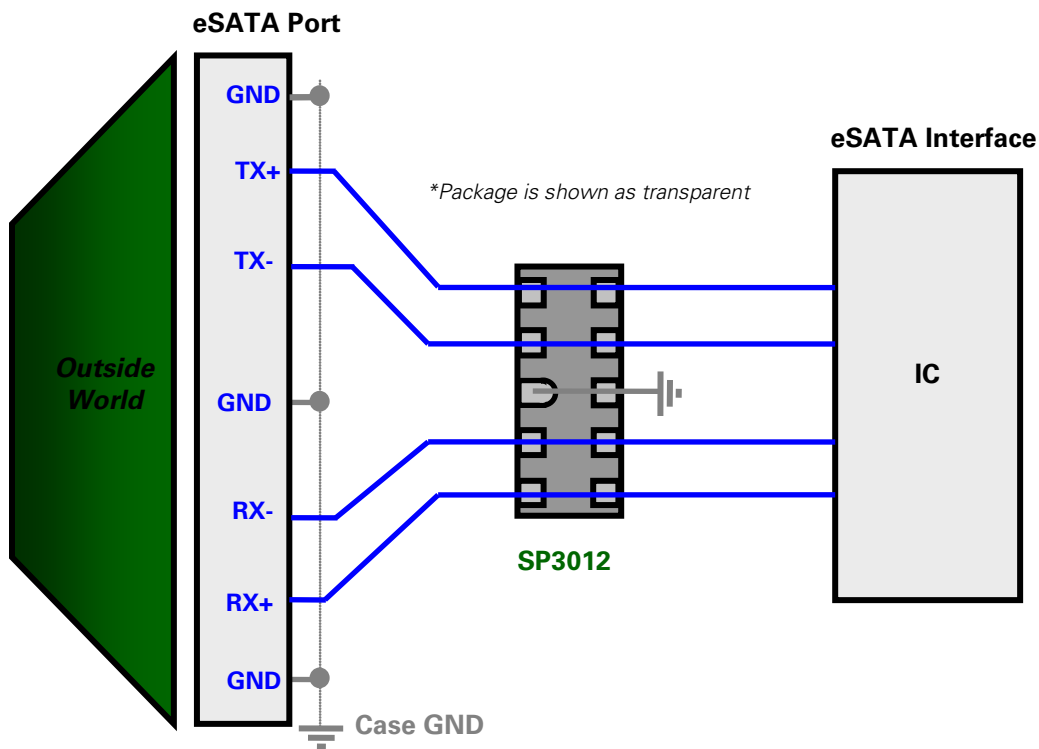 eSATA Port
GND
TX+
TX-
GND
RX-
RX+
GND
Outside
World
Case GND
*Package is shown as transparent
SP3012
eSATA Interface
IC